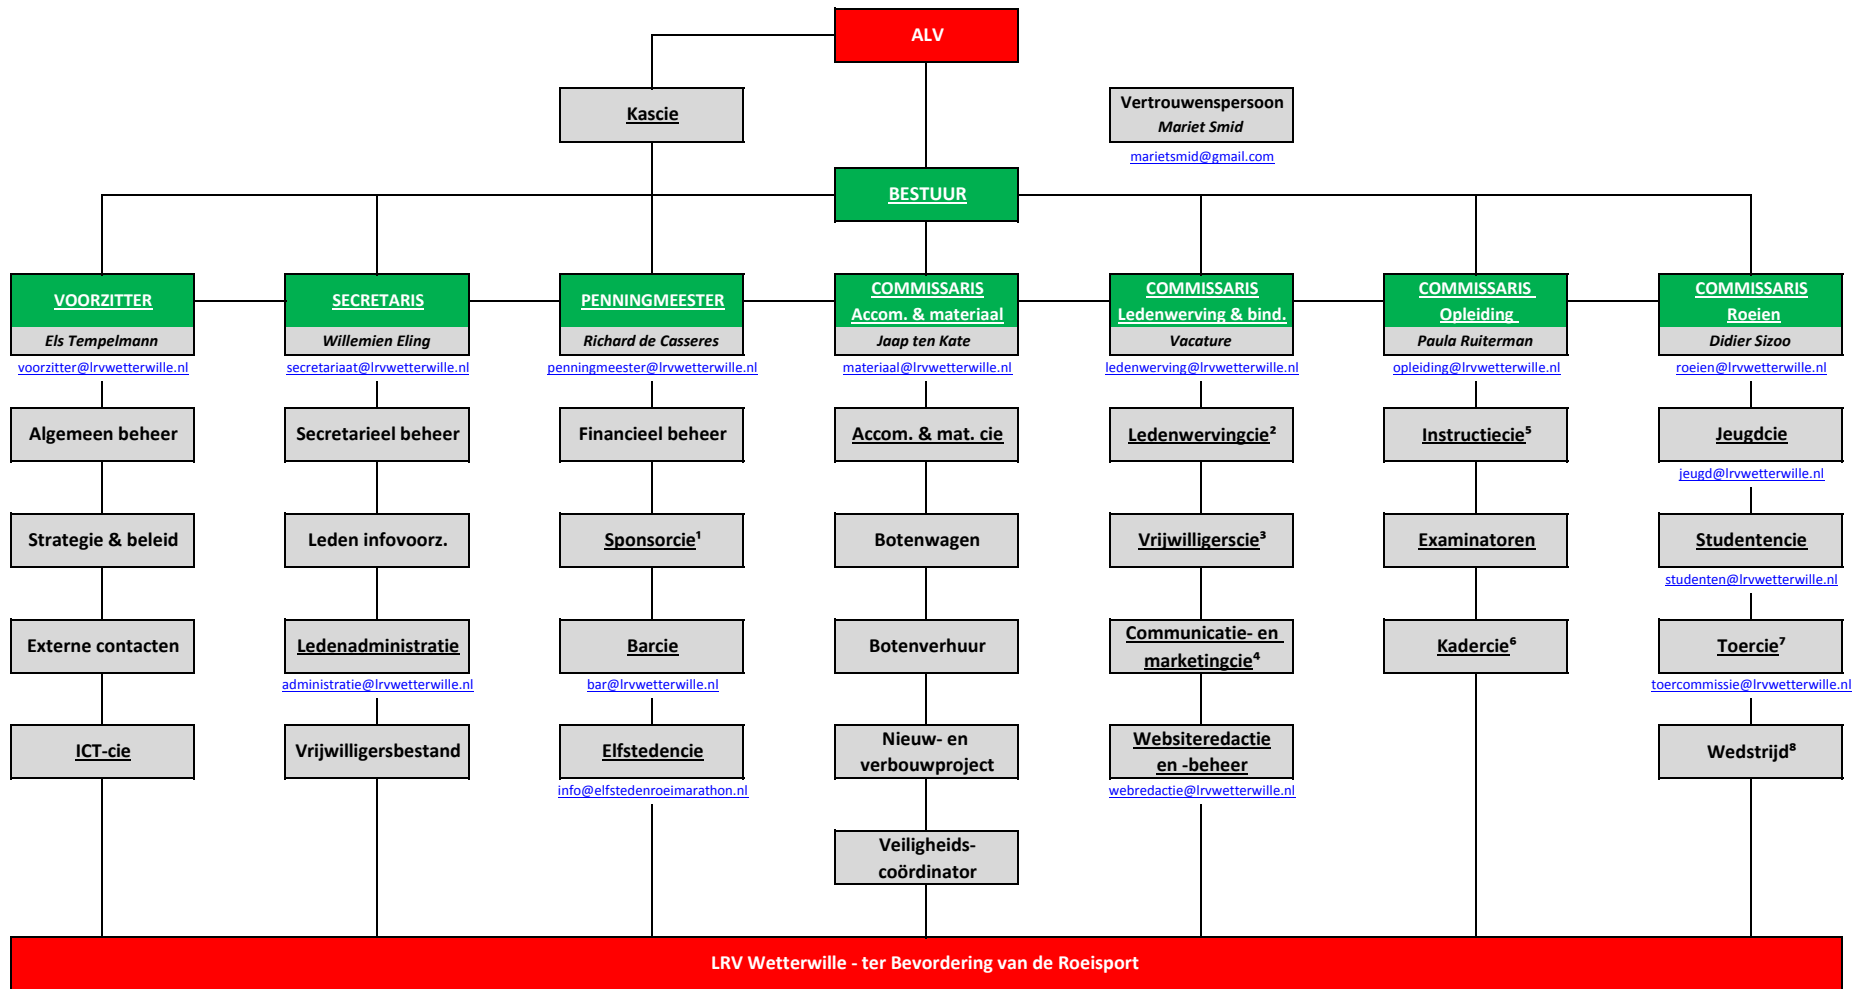 ALV
Kascie
Vertrouwenspersoon
Mariet Smid
marietsmid@gmail.com
BESTUUR
VOORZITTER
Els Tempelmann
voorzitter@lrvwetterwille.nl
SECRETARIS
Willemien Eling
secretariaat@lrvwetterwille.nl
PENNINGMEESTER
Richard de Casseres
penningmeester@lrvwetterwille.nl
COMMISSARIS
Accom. & materiaal
Jaap ten Kate
materiaal@lrvwetterwille.nl
COMMISSARIS
Ledenwerving & bind.
Vacature
ledenwerving@lrvwetterwille.nl
COMMISSARIS
Opleiding
Paula Ruiterman
opleiding@lrvwetterwille.nl
COMMISSARIS
Roeien
Didier Sizoo
roeien@lrvwetterwille.nl
Algemeen beheer
Secretarieel beheer
Financieel beheer
Accom. & mat. cie
Ledenwervingcie²
Instructiecie⁵
Jeugdcie
jeugd@lrvwetterwille.nl
Strategie & beleid
Leden infovoorz.
Sponsorcie¹
Botenwagen
Vrijwilligerscie³
Examinatoren
Studentencie
studenten@lrvwetterwille.nl
Externe contacten
Ledenadministratie
administratie@lrvwetterwille.nl
Barcie
bar@lrvwetterwille.nl
Botenverhuur
Communicatie- en
marketingcie⁴
Kadercie⁶
Toercie⁷
toercommissie@lrvwetterwille.nl
ICT-cie
Vrijwilligersbestand
Elfstedencie
info@elfstedenroeimarathon.nl
Nieuw- en
verbouwproject
Websiteredactie
en -beheer
webredactie@lrvwetterwille.nl
Wedstrijd⁸
Veiligheids-
coördinator
LRV Wetterwille - ter Bevordering van de Roeisport